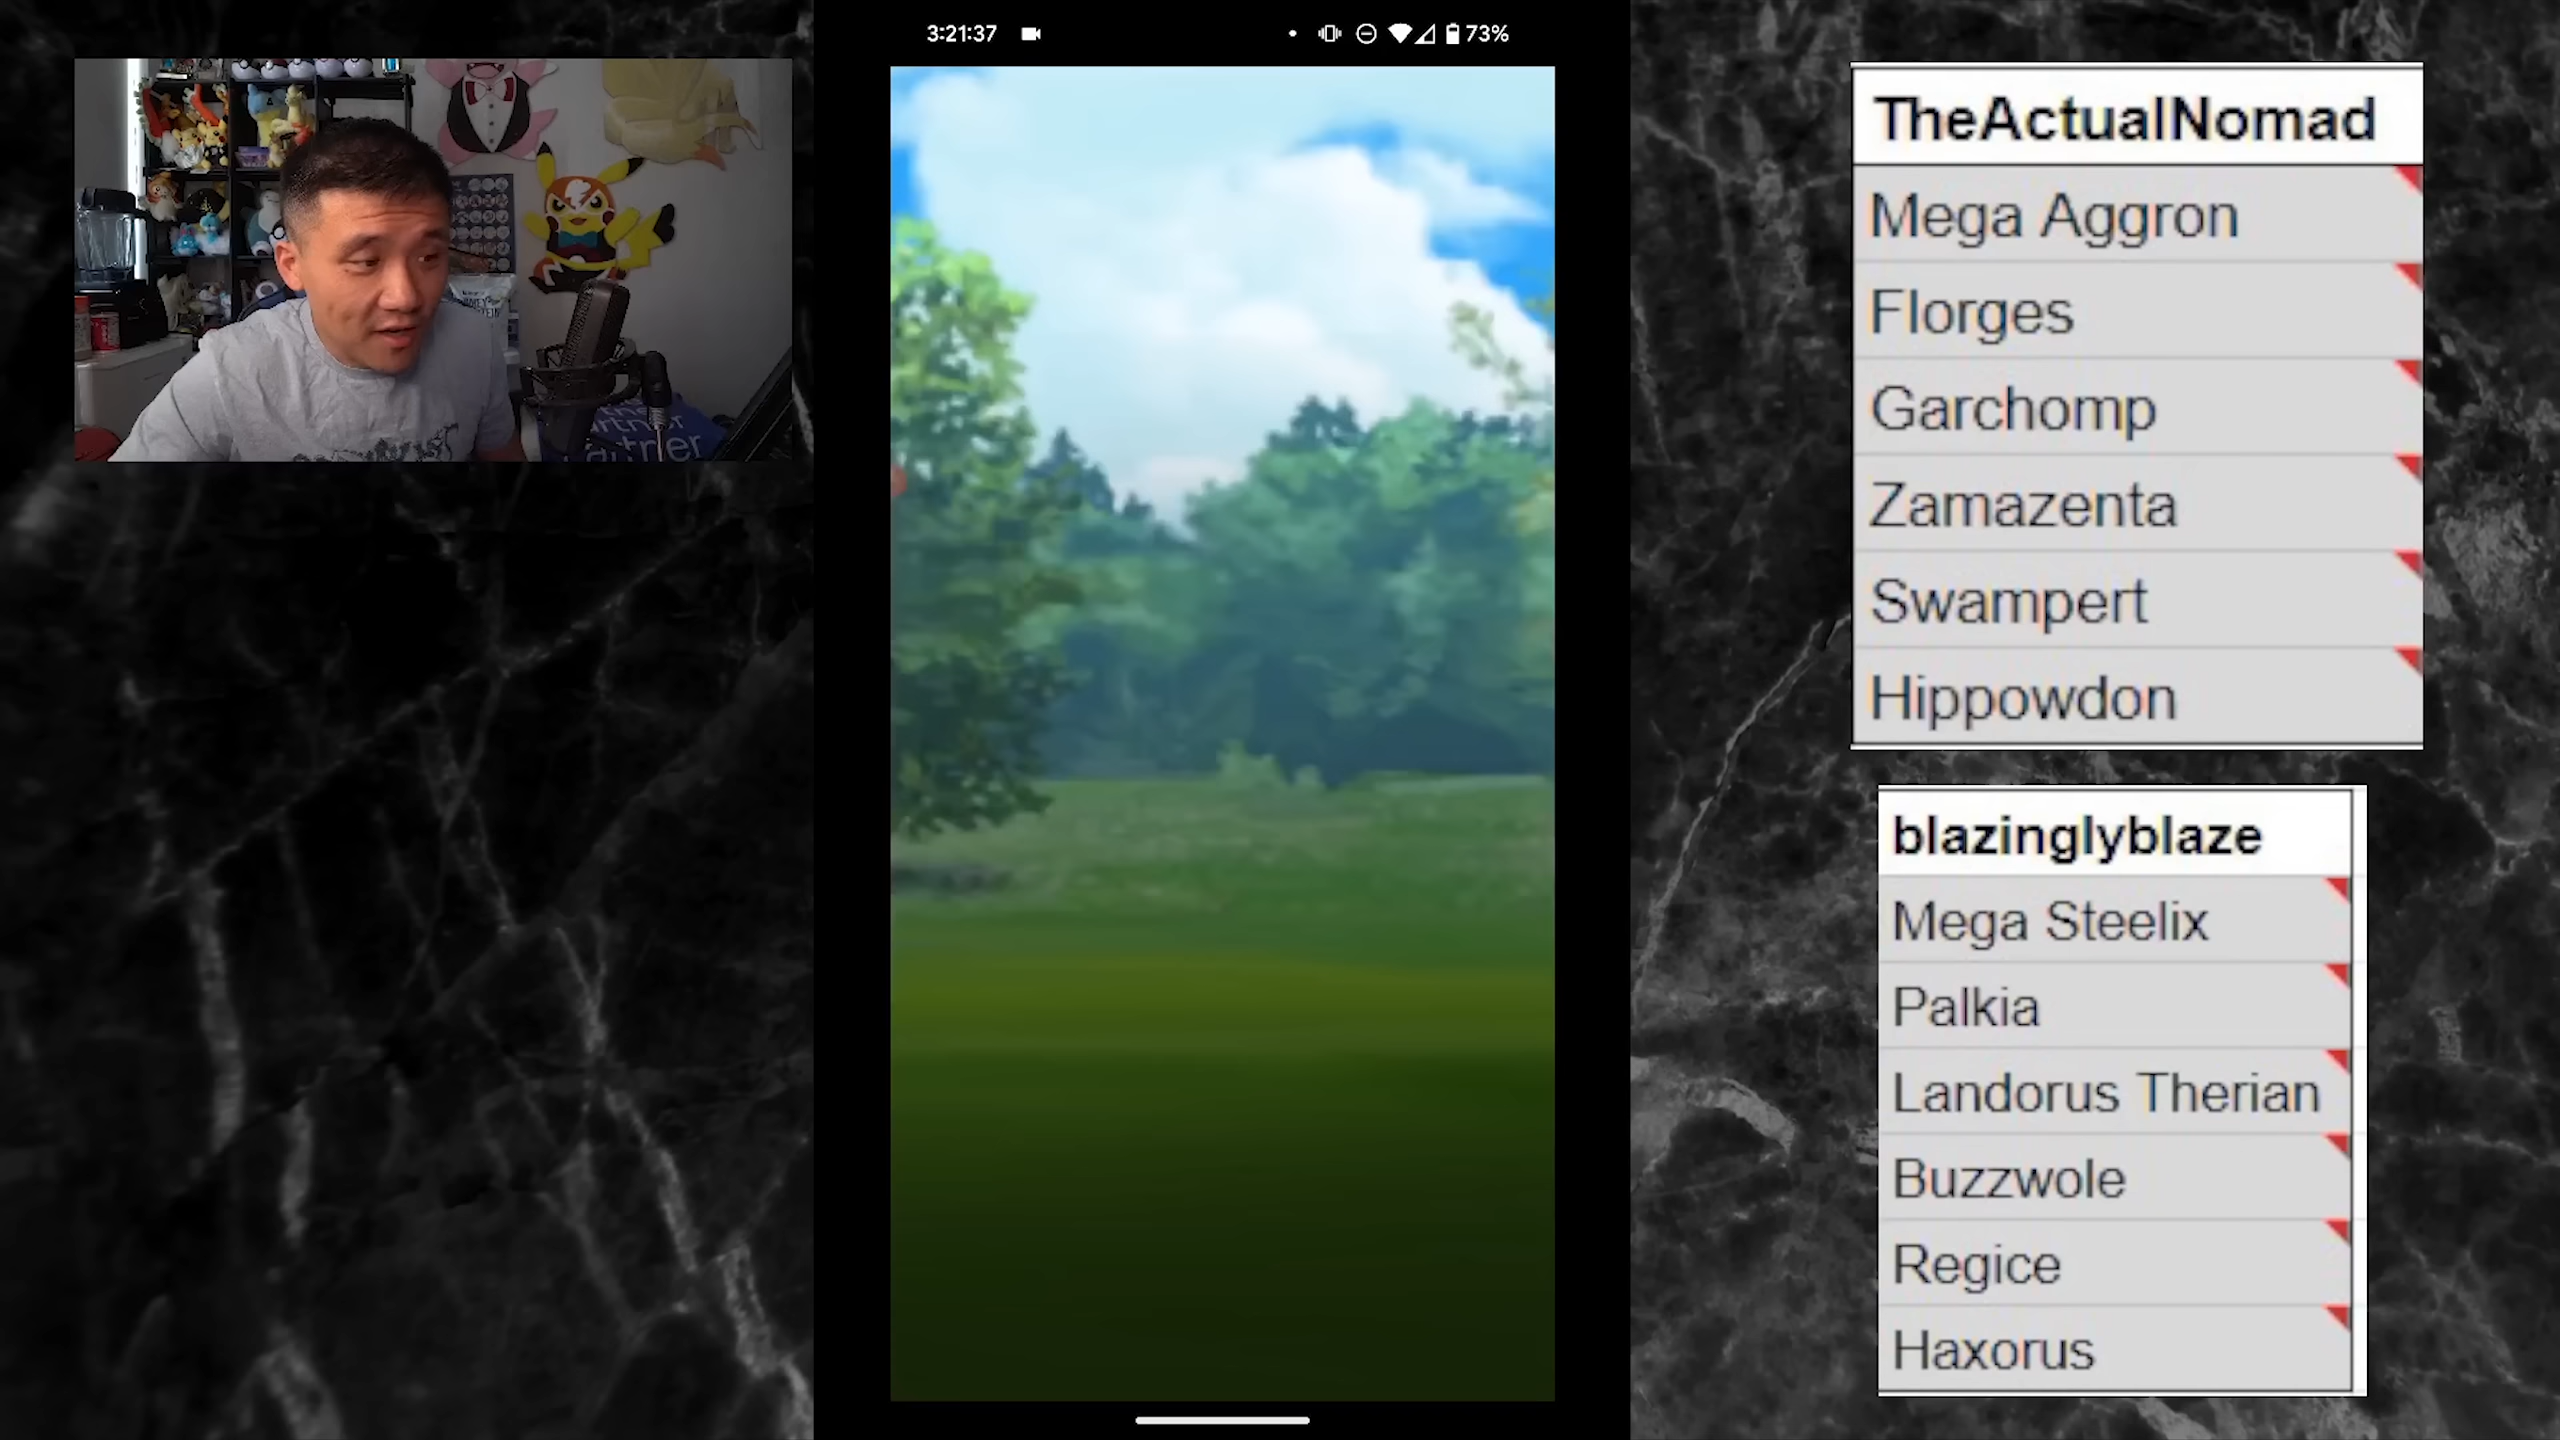 3:21:37
73%
TheActualNomad
Mega Aggron
Florges
Garchomp
Zamazenta
Swampert
Hippowdon
blazinglyblaze
Mega Steelix
Palkia
Landorus Therian
Buzzwole
Regice
Haxorus